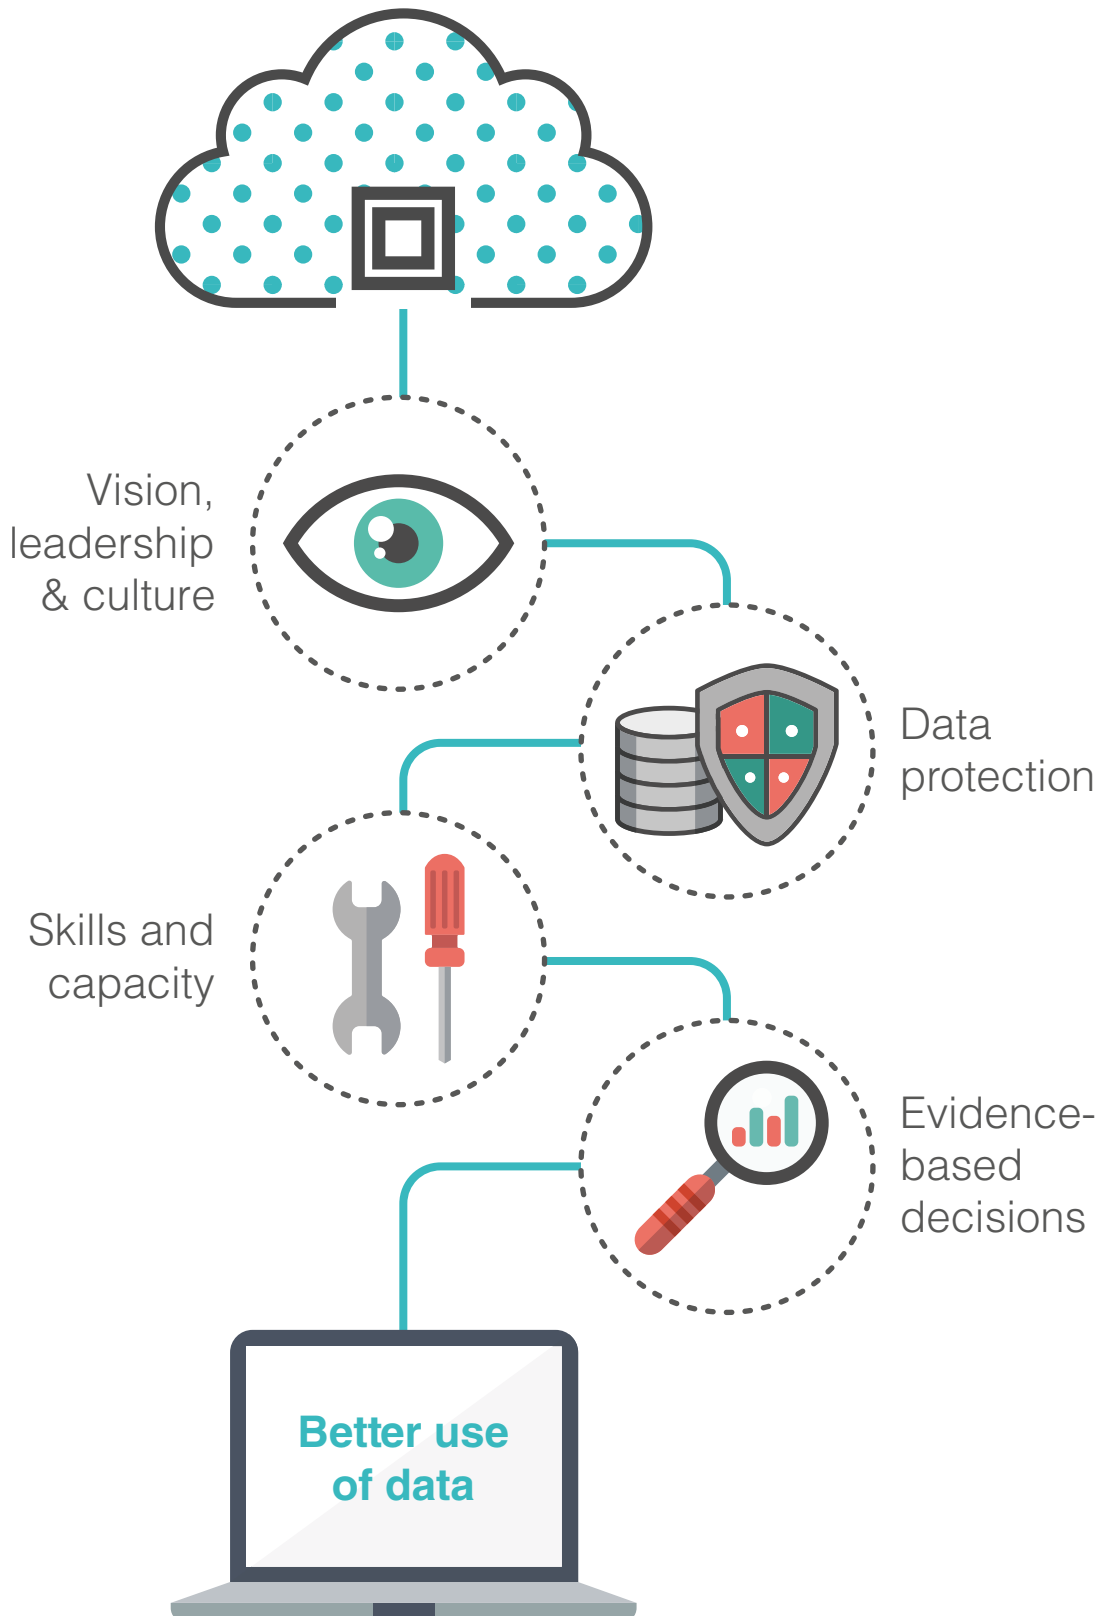 Vision,
leadership
& culture
Data
protection
Skills and
capacity
Evidence-
based
decisions
Better use
of data